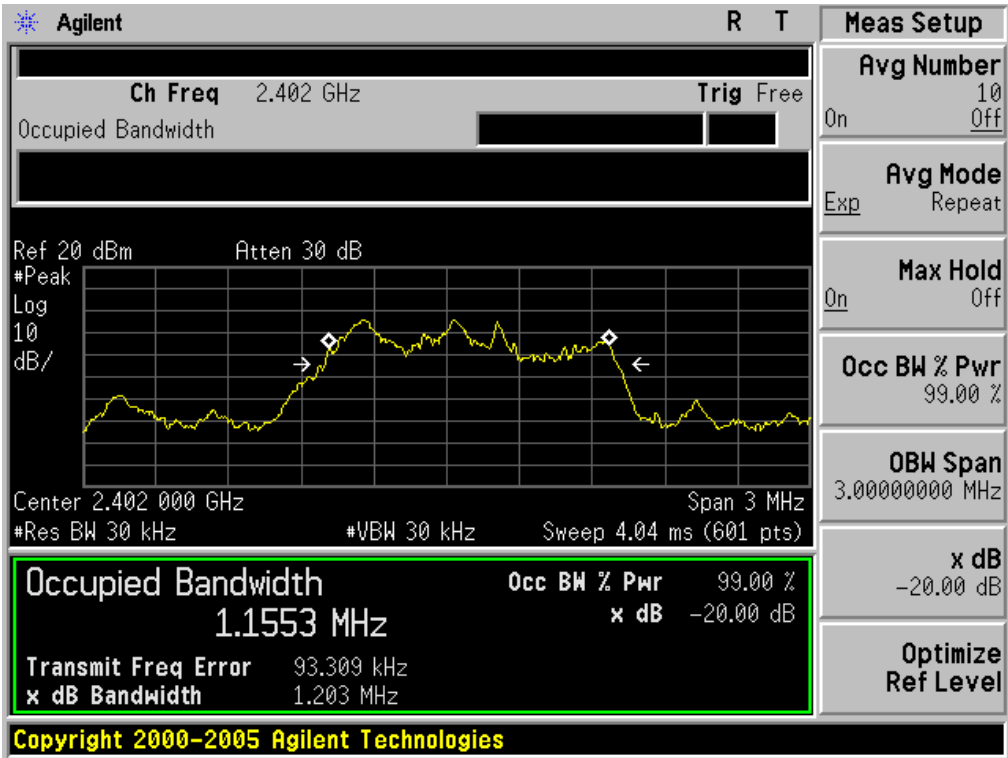 Agilent R T
Ch Freq 2.402 GHz Trig Free
Occupied Bandwidth
Ref 20 dBm Atten 30 dB
#Peak
Log
10
dB/
Center 2.402 000 GHz Span 3 MHz
#Res BW 30 kHz #VBW 30 kHz Sweep 4.04 ms (601 pts)
Occupied Bandwidth Occ BW % Pwr 99.00 %
1.1553 MHz x dB -20.00 dB
Transmit Freq Error 93.309 kHz
x dB Bandwidth 1.203 MHz
Copyright 2000-2005 Agilent Technologies
Meas Setup
Avg Number
10
On Off
Avg Mode
Exp Repeat
Max Hold
On Off
Occ BW % Pwr
99.00 %
OBW Span
3.00000000 MHz
x dB
-20.00 dB
Optimize
Ref Level